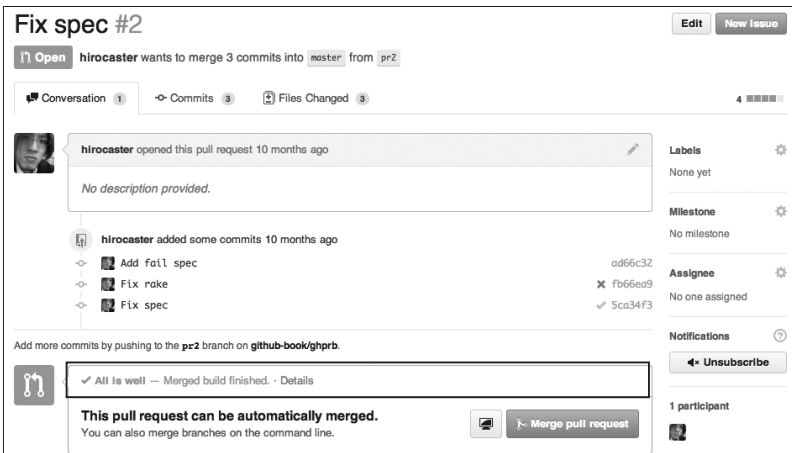 Fix spec #2
Edit
New Issue
Open
hirocaster wants to merge 3 commits into master from pr2
Conversation 1
Commits 3
Files Changed 3
4
hirocaster opened this pull request 10 months ago
No description provided.
hirocaster added some commits 10 months ago
Add fail spec ad66c32
Fix rake fb66ea9
Fix spec 5ca34f3
Add more commits by pushing to the pr2 branch on github-book/ghprb.
All is well — Merged build finished. · Details
This pull request can be automatically merged.
You can also merge branches on the command line.
Merge pull request
Labels
None yet
Milestone
No milestone
Assignee
No one assigned
Notifications
Unsubscribe
1 participant